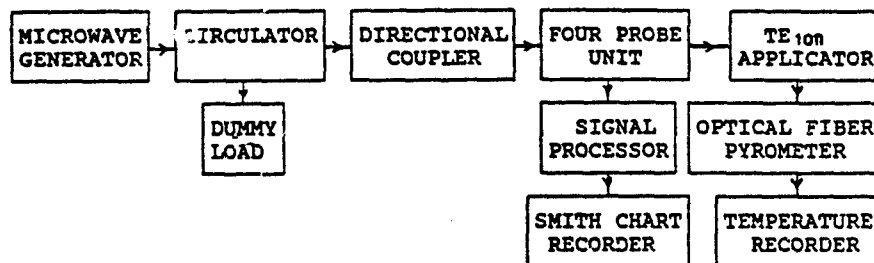 MICROWAVE
GENERATOR
CIRCULATOR
DIRECTIONAL
COUPLER
FOUR PROBE
UNIT
TE₁₀ₙ
APPLICATOR
DUMMY
LOAD
SIGNAL
PROCESSOR
OPTICAL FIBER
PYROMETER
SMITH CHART
RECORDER
TEMPERATURE
RECORDER